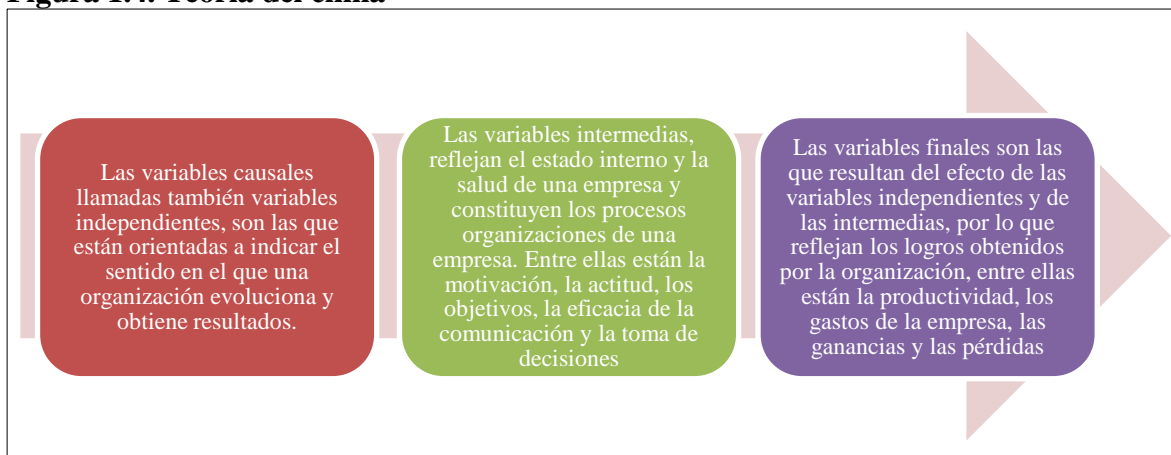 Figura 1.4. Teoría del clima
Las variables causales
llamadas también variables
independientes, son las que
están orientadas a indicar el
sentido en el que una
organización evoluciona y
obtiene resultados.
Las variables intermedias,
reflejan el estado interno y la
salud de una empresa y
constituyen los procesos
organizaciones de una
empresa. Entre ellas están la
motivación, la actitud, los
objetivos, la eficacia de la
comunicación y la toma de
decisiones
Las variables finales son las
que resultan del efecto de las
variables independientes y de
las intermedias, por lo que
reflejan los logros obtenidos
por la organización, entre ellas
están la productividad, los
gastos de la empresa, las
ganancias y las pérdidas